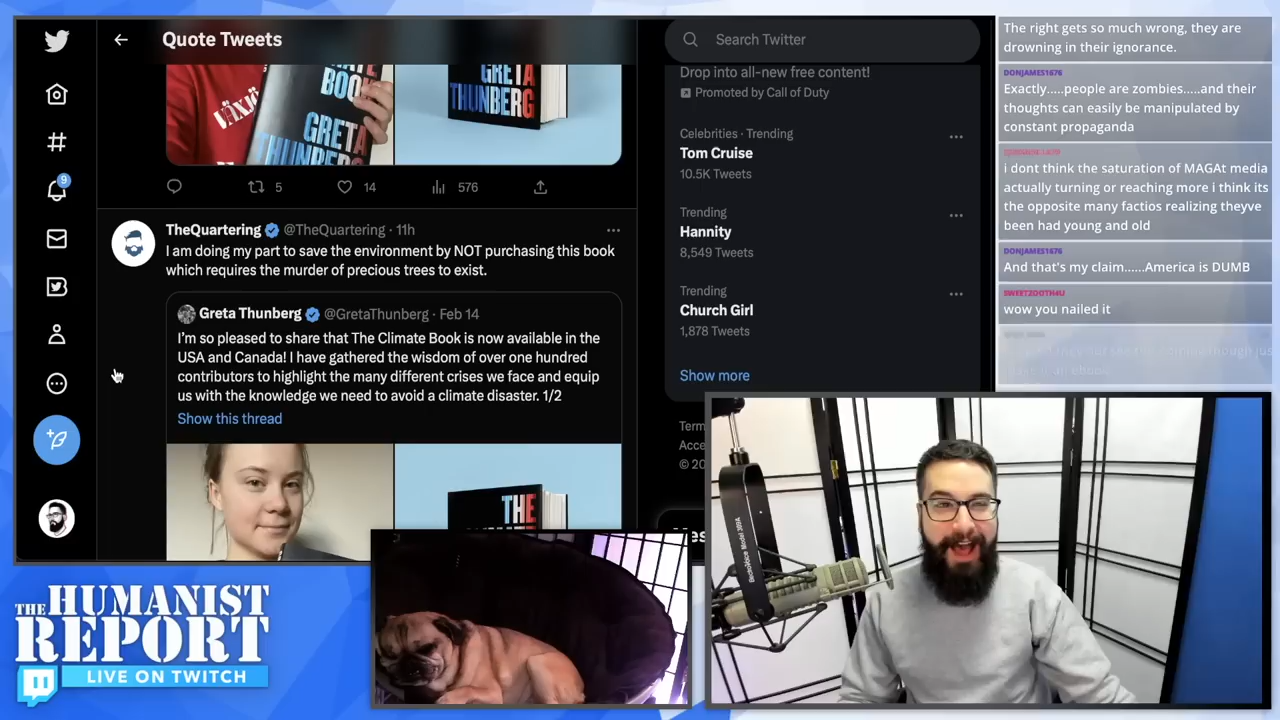 Quote Tweets
BOOK
GRETA
THUNBERG
GRETA
THUNBERG
VÄXJÖ
5
14
576
9
TheQuartering @TheQuartering · 11h
I am doing my part to save the environment by NOT purchasing this book
which requires the murder of precious trees to exist.
Greta Thunberg @GretaThunberg · Feb 14
I'm so pleased to share that The Climate Book is now available in the
USA and Canada! I have gathered the wisdom of over one hundred
contributors to highlight the many different crises we face and equip
us with the knowledge we need to avoid a climate disaster. 1/2
Show this thread
THE
Search Twitter
Drop into all-new free content!
Promoted by Call of Duty
Celebrities · Trending
Tom Cruise
10.5K Tweets
Trending
Hannity
8,549 Tweets
Trending
Church Girl
1,878 Tweets
Show more
Term
Acce
© 20
The right gets so much wrong, they are
drowning in their ignorance.
DONJAMES1676
Exactly.....people are zombies.....and their
thoughts can easily be manipulated by
constant propaganda
i dont think the saturation of MAGAt media
actually turning or reaching more i think its
the opposite many factios realizing theyve
been had young and old
DONJAMES1676
And that's my claim......America is DUMB
SWEET2OOTH4U
wow you nailed it
THE HUMANIST
REPORT
LIVE ON TWITCH